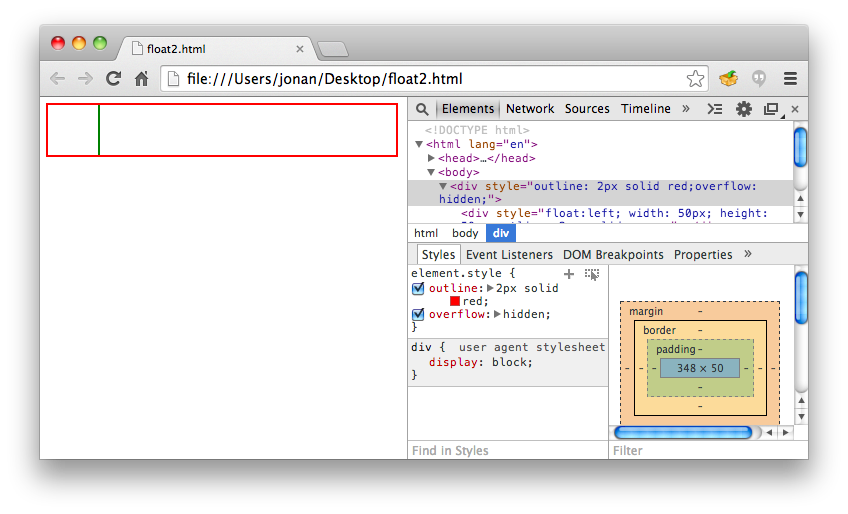 float2.html
file:///Users/jonan/Desktop/float2.html
Elements Network Sources Timeline »
<!DOCTYPE html>
<html lang="en">
<head>…</head>
<body>
<div style="outline: 2px solid red;overflow:
hidden;">
<div style="float:left; width: 50px; height:
html body div
Styles Event Listeners DOM Breakpoints Properties »
element.style {
outline: 2px solid
red;
overflow: hidden;
}
div { user agent stylesheet
display: block;
}
margin -
border -
padding -
- - - 348 × 50 - - -
-
-
Find in Styles
Filter